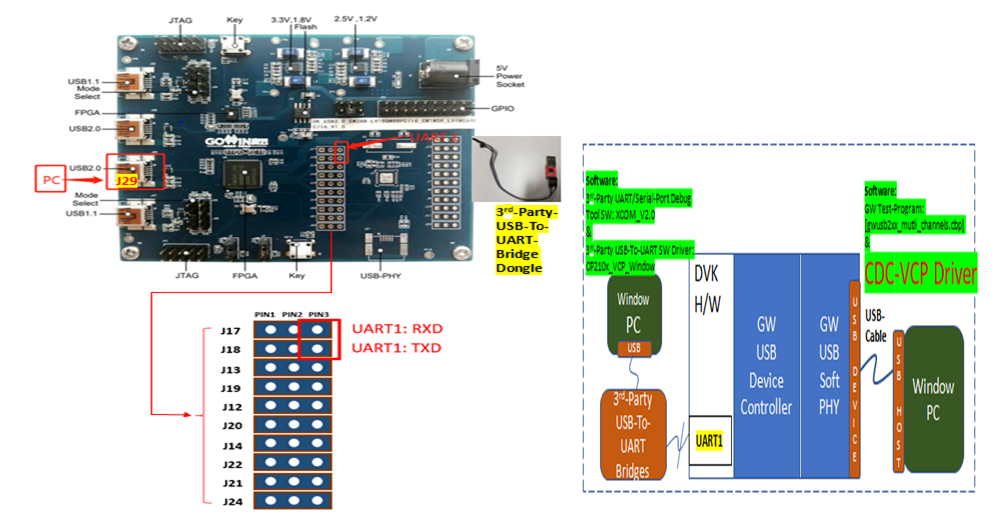 JTAG
Key
3.3V,1.8V
Flash
2.5V ,1.2V
USB1.1
Mode
Select
FPGA
USB2.0
USB2.0
PC
J29
Mode
Select
USB1.1
5V
Power
Socket
GPIO
GOWIN
UART 1
JTAG
FPGA
Key
USB-PHY
3rd-Party-
USB-To-
UART-
Bridge
Dongle
PIN1 PIN2 PIN3
J17
UART1: RXD
J18
UART1: TXD
J13
J19
J12
J20
J14
J22
J21
J24
Software:
3rd-Party UART/Serial-Port Debug
Tool SW: XCOM_V2.0
&
3rd-Party USB-To-UART SW Driver:
CP210x_VCP_Window
Window
PC
USB
3rd-Party
USB-To-
UART
Bridges
DVK
H/W
UART1
GW
USB
Device
Controller
GW
USB
Soft
PHY
USB DEVICE
Software:
GW Test-Program:
[gwusb2xx_mutli_channels.cbp]
&
CDC-VCP Driver
USB-
Cable
USB HOST
Window
PC